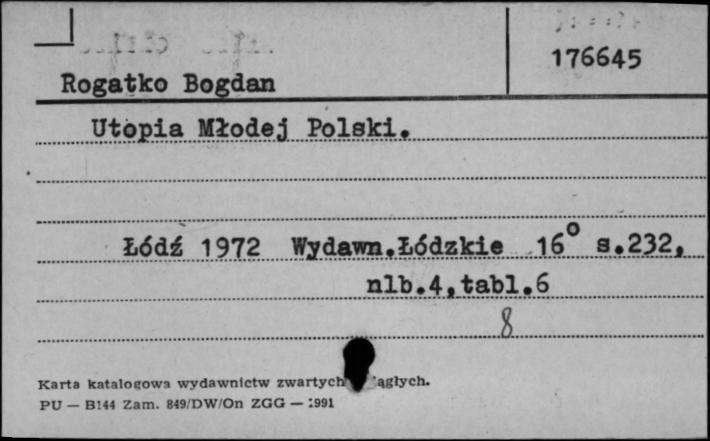 176645
Rogatko Bogdan
Utopia Młodej Polski.
Łódź 1972 Wydawn.Łódzkie 16° s.232,
nlb.4,tabl.6
8
Karta katalogowa wydawnictw zwartych ągłych.
PU — B144 Zam. 849/DW/On ZGG — 1991